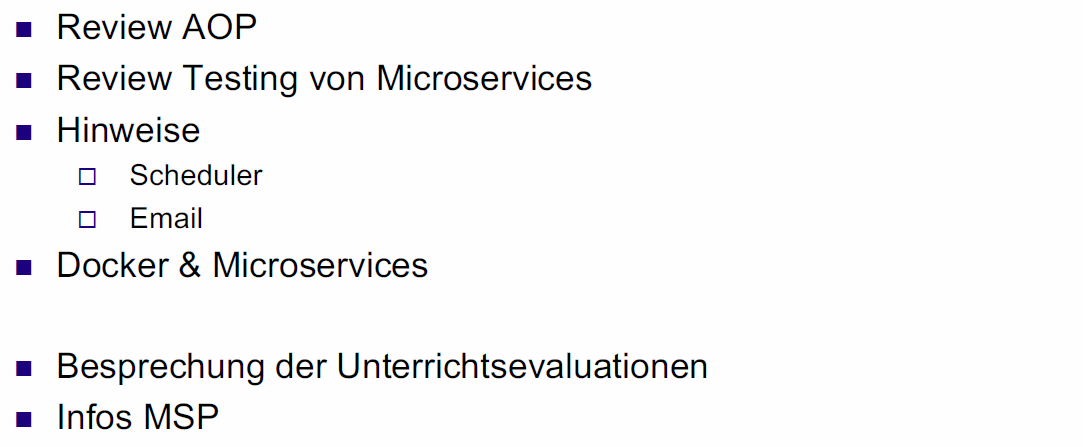 Review AOP
Review Testing von Microservices
Hinweise
Scheduler
Email
Docker & Microservices
Besprechung der Unterrichtsevaluationen
Infos MSP